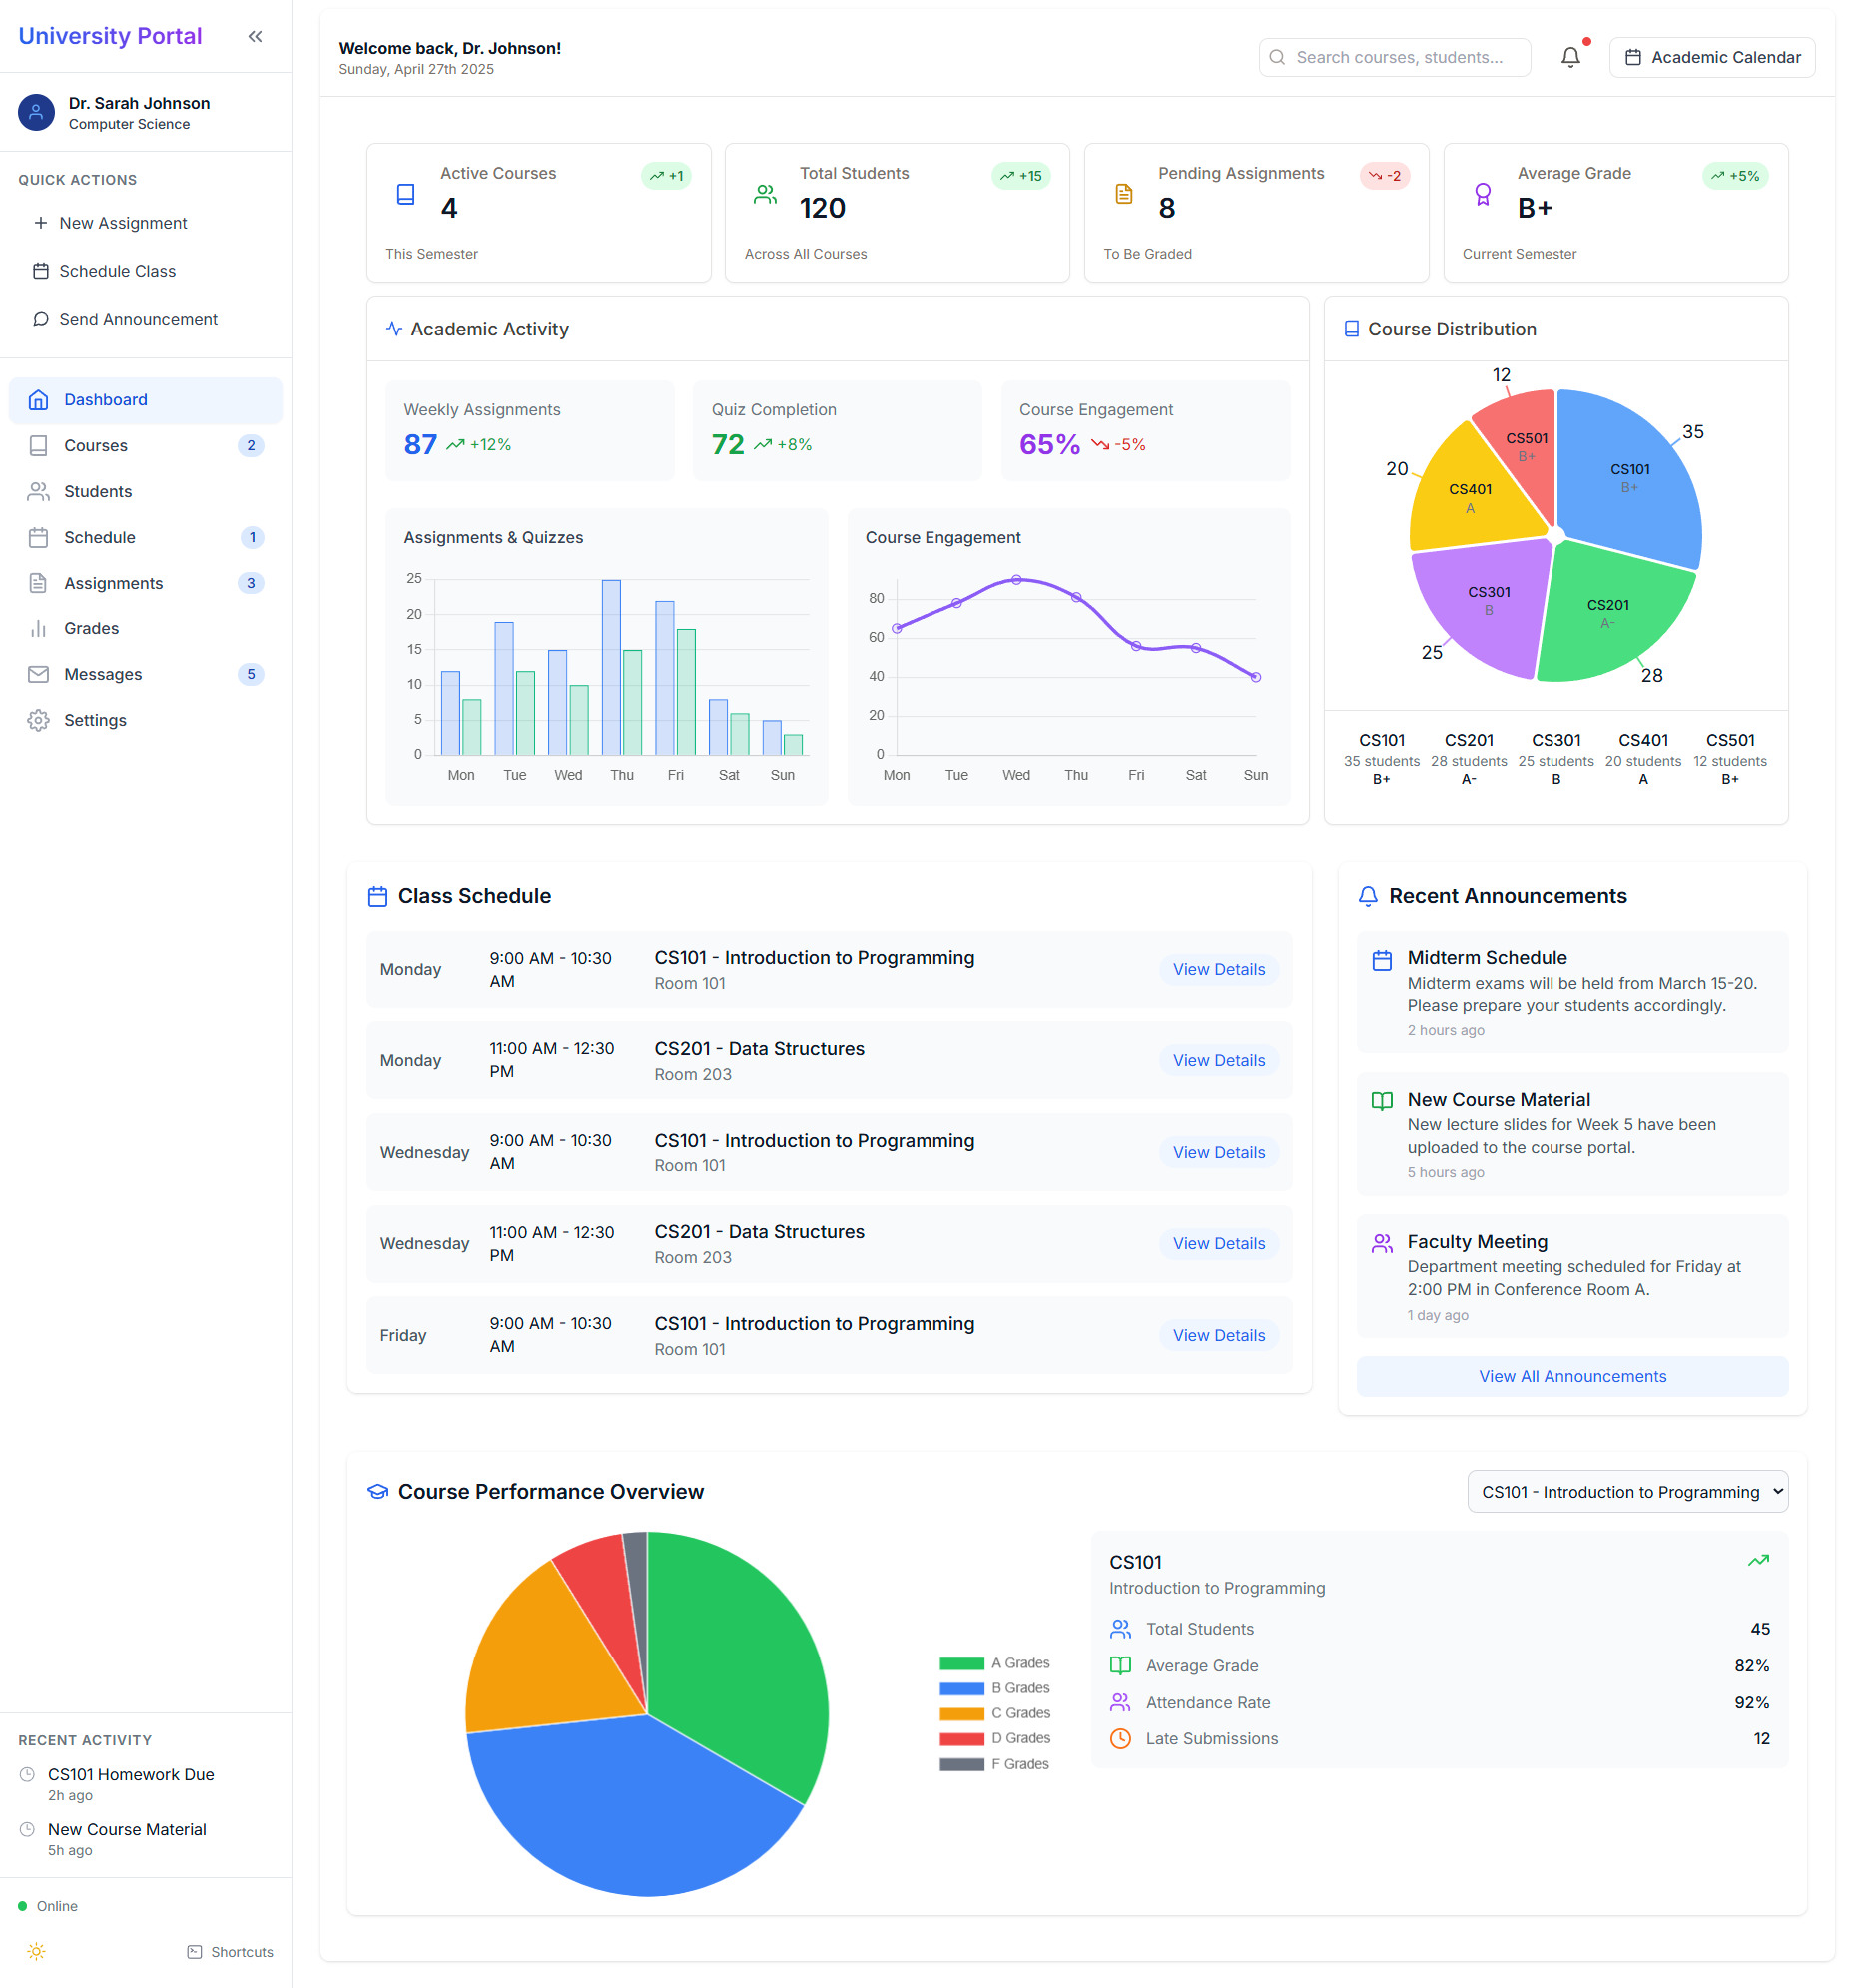 University Portal
Dr. Sarah Johnson
Computer Science
QUICK ACTIONS
New Assignment
Schedule Class
Send Announcement
Dashboard
Courses 2
Students
Schedule 1
Assignments 3
Grades
Messages 5
Settings
RECENT ACTIVITY
CS101 Homework Due
2h ago
New Course Material
5h ago
Online
Shortcuts
Welcome back, Dr. Johnson!
Sunday, April 27th 2025
Search courses, students...
Academic Calendar
Active Courses
+1
4
This Semester
Total Students
+15
120
Across All Courses
Pending Assignments
-2
8
To Be Graded
Average Grade
+5%
B+
Current Semester
Academic Activity
Weekly Assignments
87 +12%
Quiz Completion
72 +8%
Course Engagement
65% -5%
Assignments & Quizzes
25
20
15
10
5
0
Mon Tue Wed Thu Fri Sat Sun
Course Engagement
80
60
40
20
0
Mon Tue Wed Thu Fri Sat Sun
Course Distribution
12
35
20
25
28
CS501
B+
CS101
B+
CS401
A
CS301
B
CS201
A-
CS101 CS201 CS301 CS401 CS501
35 students 28 students 25 students 20 students 12 students
B+ A- B A B+
Class Schedule
Monday
9:00 AM - 10:30
AM
CS101 - Introduction to Programming
Room 101
View Details
Monday
11:00 AM - 12:30
PM
CS201 - Data Structures
Room 203
View Details
Wednesday
9:00 AM - 10:30
AM
CS101 - Introduction to Programming
Room 101
View Details
Wednesday
11:00 AM - 12:30
PM
CS201 - Data Structures
Room 203
View Details
Friday
9:00 AM - 10:30
AM
CS101 - Introduction to Programming
Room 101
View Details
Recent Announcements
Midterm Schedule
Midterm exams will be held from March 15-20.
Please prepare your students accordingly.
2 hours ago
New Course Material
New lecture slides for Week 5 have been
uploaded to the course portal.
5 hours ago
Faculty Meeting
Department meeting scheduled for Friday at
2:00 PM in Conference Room A.
1 day ago
View All Announcements
Course Performance Overview
CS101 - Introduction to Programming
A Grades
B Grades
C Grades
D Grades
F Grades
CS101
Introduction to Programming
Total Students 45
Average Grade 82%
Attendance Rate 92%
Late Submissions 12